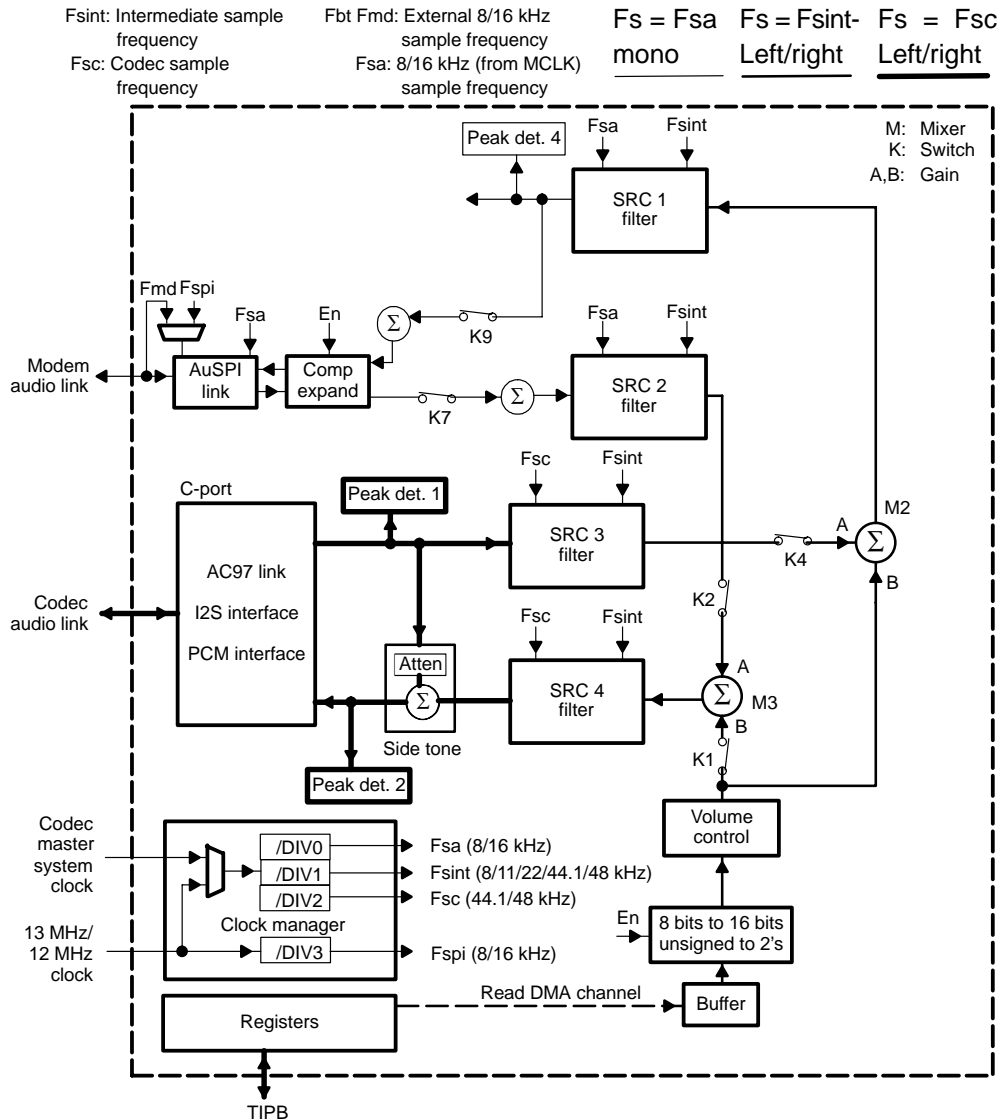 Fsint: Intermediate sample
frequency
Fsc: Codec sample
frequency
Fbt Fmd: External 8/16 kHz
sample frequency
Fsa: 8/16 kHz (from MCLK)
sample frequency
Fs = Fsa
mono
Fs = Fsint-
Left/right
Fs = Fsc
Left/right
M: Mixer
K: Switch
A,B: Gain
Peak det. 4
Fsa
Fsint
SRC 1
filter
Fmd
Fspi
Fsa
En
Σ
K9
Fsa
Fsint
Modem
audio link
AuSPI
link
Comp
expand
K7
Σ
SRC 2
filter
C-port
Peak det. 1
Fsc
Fsint
SRC 3
filter
K4
A
M2
Σ
B
AC97 link
I2S interface
PCM interface
Codec
audio link
K2
Fsc
Fsint
Atten
Σ
Side tone
SRC 4
filter
A
Σ
M3
B
K1
Peak det. 2
Volume
control
Codec
master
system
clock
/DIV0
/DIV1
/DIV2
Clock manager
/DIV3
Fsa (8/16 kHz)
Fsint (8/11/22/44.1/48 kHz)
Fsc (44.1/48 kHz)
Fspi (8/16 kHz)
13 MHz/
12 MHz
clock
En
8 bits to 16 bits
unsigned to 2's
Read DMA channel
Buffer
Registers
TIPB